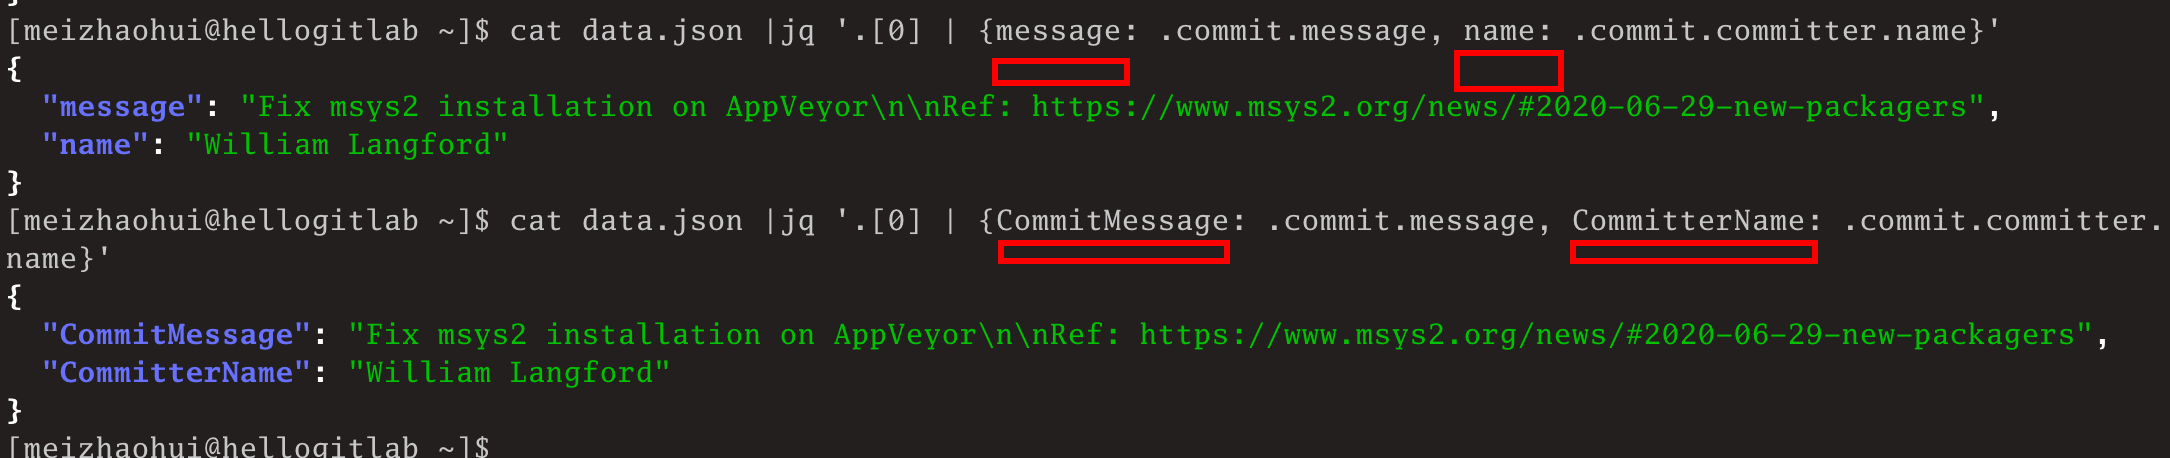 }
[meizhaohui@hellogitlab ~]$ cat data.json |jq '.[0] | {message: .commit.message, name: .commit.committer.name}'
{
  "message": "Fix msys2 installation on AppVeyor\n\nRef: https://www.msys2.org/news/#2020-06-29-new-packagers",
  "name": "William Langford"
}
[meizhaohui@hellogitlab ~]$ cat data.json |jq '.[0] | {CommitMessage: .commit.message, CommitterName: .commit.committer.
name}'
{
  "CommitMessage": "Fix msys2 installation on AppVeyor\n\nRef: https://www.msys2.org/news/#2020-06-29-new-packagers",
  "CommitterName": "William Langford"
}
[meizhaohui@hellogitlab ~]$